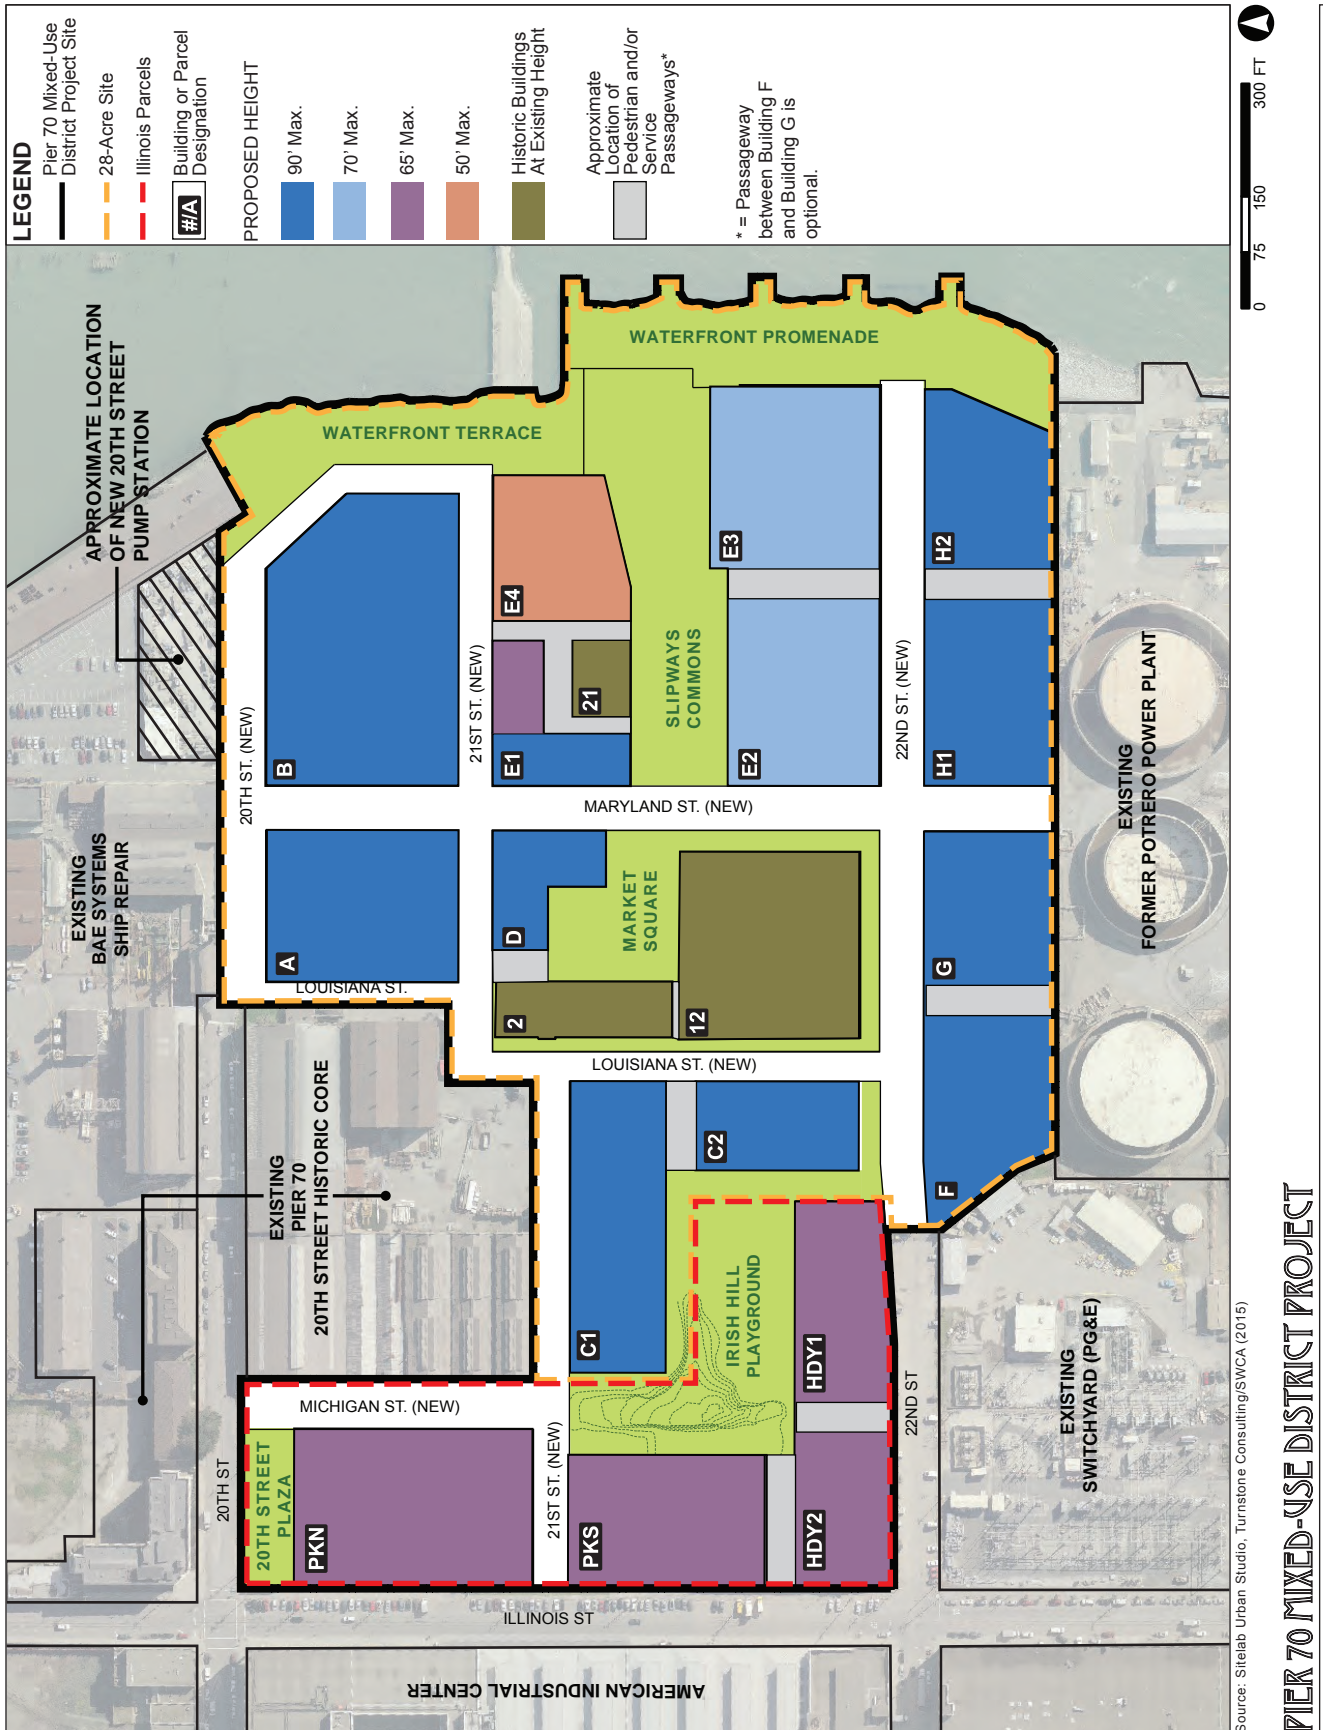 LEGEND
Pier 70 Mixed-Use
District Project Site
28-Acre Site
Illinois Parcels
#/A
Building or Parcel
Designation
PROPOSED HEIGHT
90' Max.
70' Max.
65' Max.
50' Max.
Historic Buildings
At Existing Height
Approximate
Location of
Pedestrian and/or
Service
Passageways*
* = Passageway
between Building F
and Building G is
optional.
0
75
150
300 FT
APPROXIMATE LOCATION
OF NEW 20TH STREET
PUMP STATION
EXISTING
BAE SYSTEMS
SHIP REPAIR
EXISTING
PIER 70
20TH STREET HISTORIC CORE
WATERFRONT TERRACE
WATERFRONT PROMENADE
20TH ST. (NEW)
B
A
LOUISIANA ST.
21ST ST. (NEW)
E4
E1
21
E3
E2
SLIPWAYS
COMMONS
22ND ST. (NEW)
H2
H1
MARYLAND ST. (NEW)
D
MARKET
SQUARE
2
12
G
F
LOUISIANA ST. (NEW)
C2
C1
IRISH HILL
PLAYGROUND
HDY1
HDY2
MICHIGAN ST. (NEW)
20TH ST
20TH STREET
PLAZA
PKN
21ST ST. (NEW)
PKS
22ND ST
ILLINOIS ST
AMERICAN INDUSTRIAL CENTER
EXISTING
FORMER POTRERO POWER PLANT
EXISTING
SWITCHYARD (PG&E)
Source: Sitelab Urban Studio, Turnstone Consulting/SWCA (2015)
PIER 70 MIXED-USE DISTRICT PROJECT